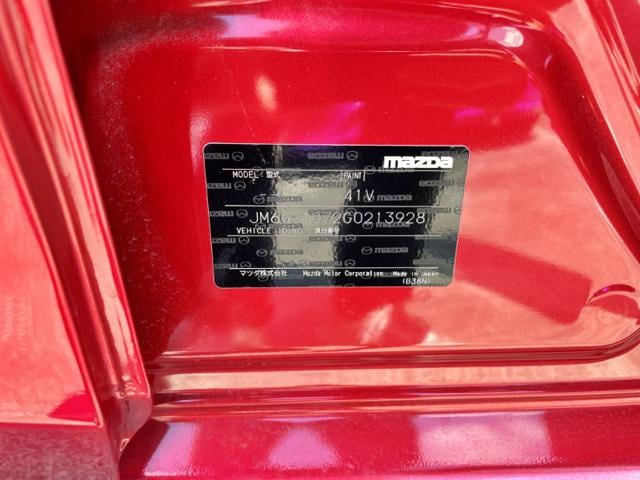 mazda
MODEL 型式 PAINT
- 41V
VEHICLE ID NO. 車台番号
マツダ株式会社 Mazda Motor Corporation Made in Japan
(B38N)